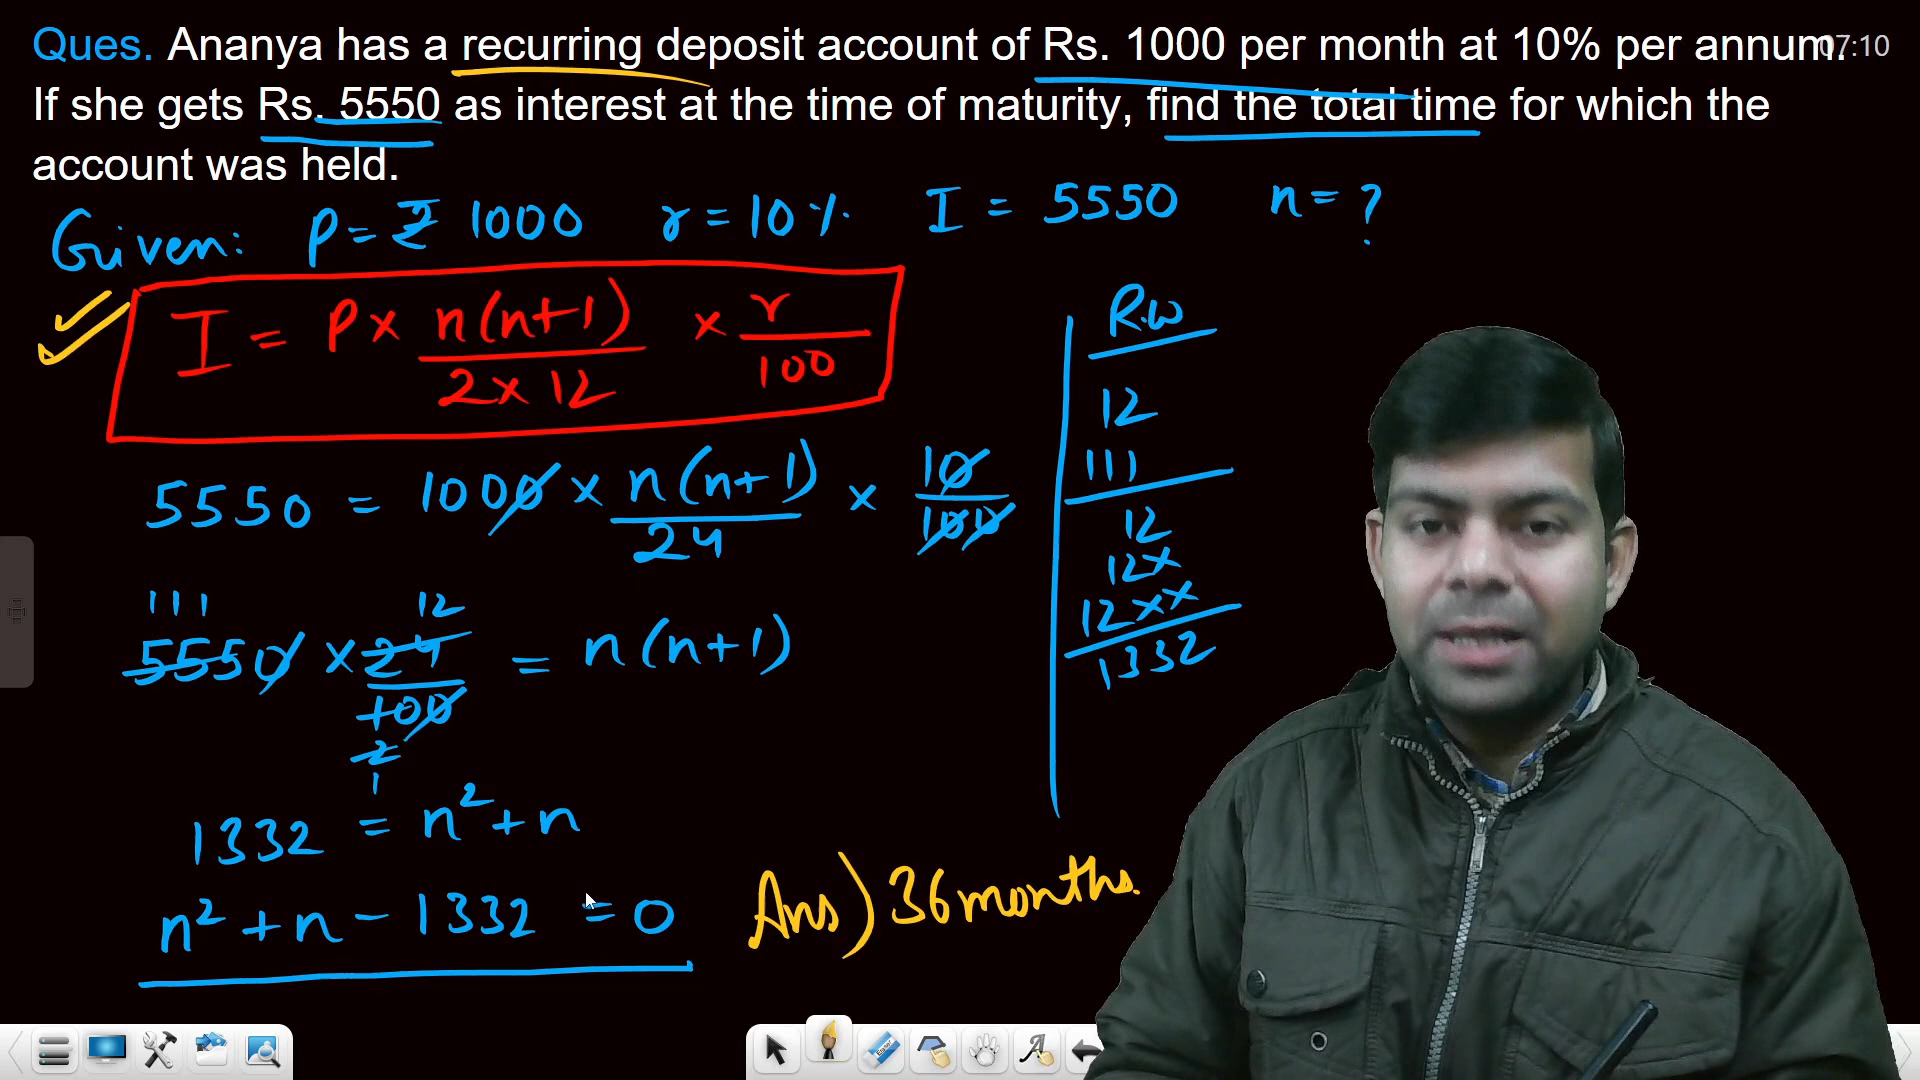 Ques. Ananya has a recurring deposit account of Rs. 1000 per month at 10% per annum.
07:10
If she gets Rs. 5550 as interest at the time of maturity, find the total time for which the
account was held.
Given: P = ₹ 1000 r = 10% I = 5550 n = ?
I = P × n(n+1)/2×12 × r/100
5550 = 1000 × n(n+1)/24 × 10/100
111 12
5550 × 24/100 = n(n+1)
2
1
1332 = n² + n
n² + n - 1332 = 0
Ans) 36 months.
R.W
12
111
12
12×
12××
1332
Eraser
A